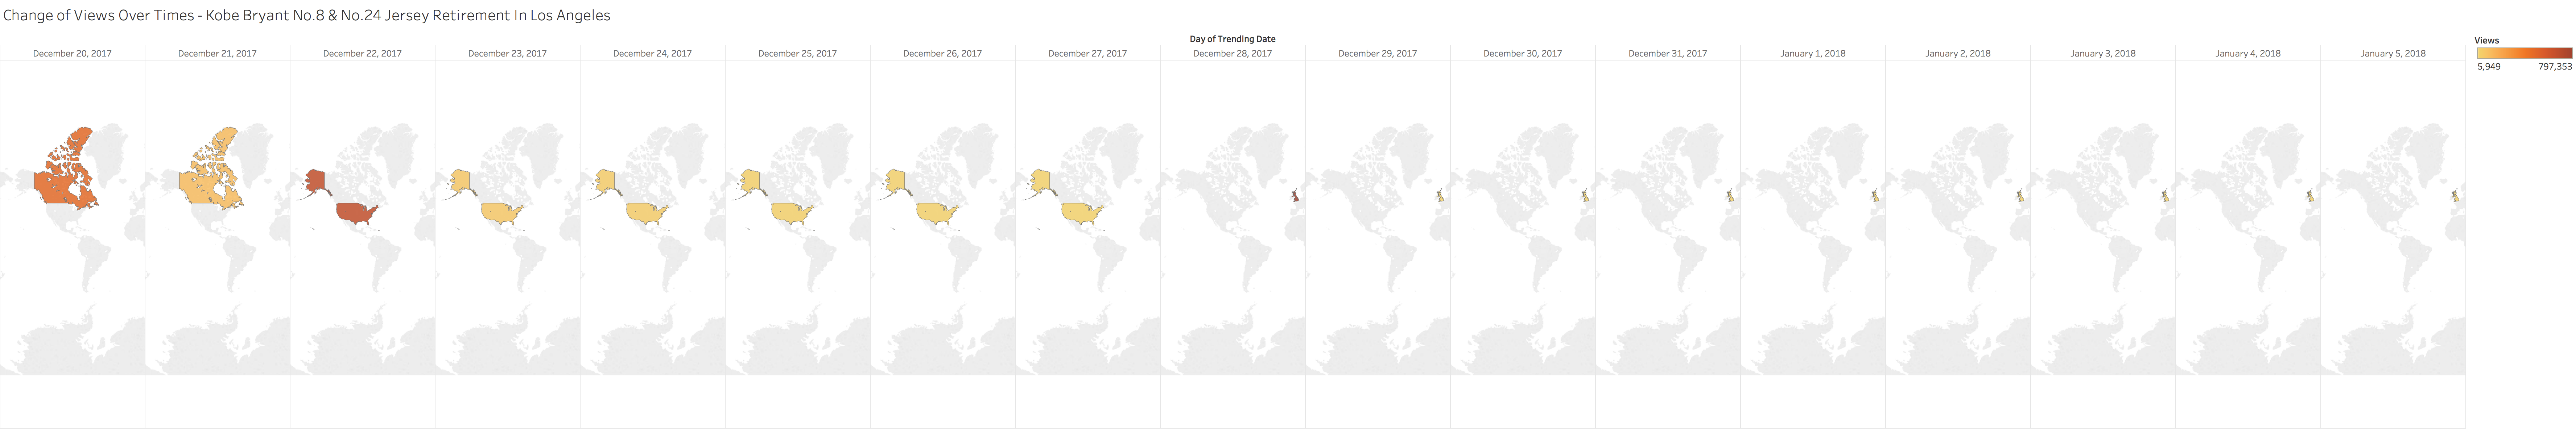 Change of Views Over Times - Kobe Bryant No.8 & No.24 Jersey Retirement In Los Angeles
Day of Trending Date
December 20, 2017 December 21, 2017 December 22, 2017 December 23, 2017 December 24, 2017 December 25, 2017 December 26, 2017 December 27, 2017 December 28, 2017 December 29, 2017 December 30, 2017 December 31, 2017 January 1, 2018 January 2, 2018 January 3, 2018 January 4, 2018 January 5, 2018
Views
5,949 797,353